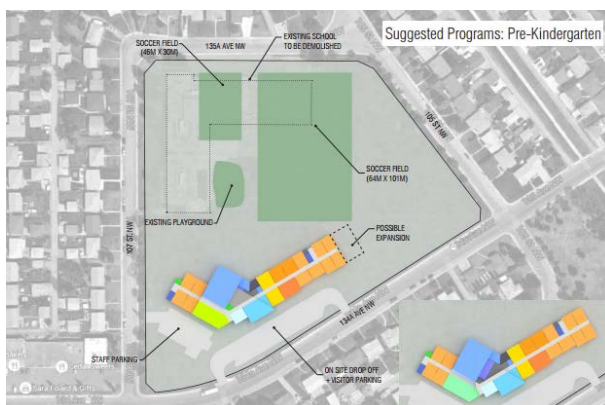 Suggested Programs: Pre-Kindergarten
135A AVE NW
EXISTING SCHOOL
TO BE DEMOLISHED
SOCCER FIELD
(46M X 30M)
105 ST NW
SOCCER FIELD
(64M X 101M)
107 ST NW
EXISTING PLAYGROUND
POSSIBLE
EXPANSION
134A AVE NW
STAFF PARKING
ON SITE DROP OFF
+ VISITOR PARKING